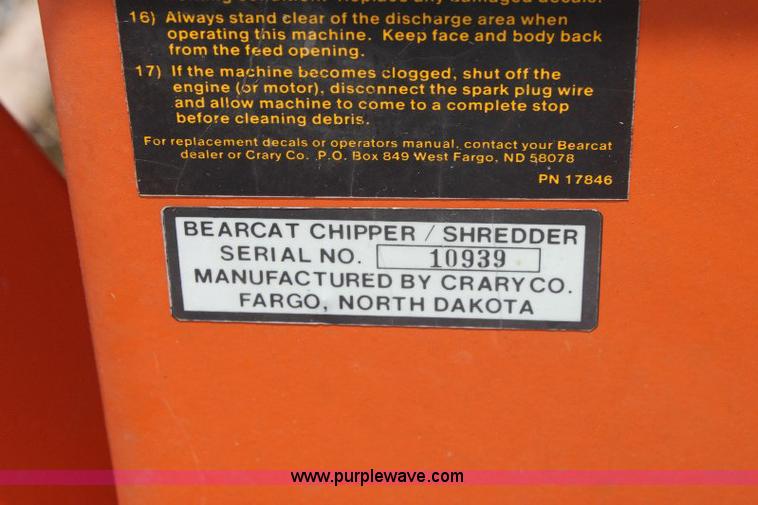 16) Always stand clear of the discharge area when
operating this machine. Keep face and body back
from the feed opening.
17) If the machine becomes clogged, shut off the
engine (or motor), disconnect the spark plug wire
and allow machine to come to a complete stop
before cleaning debris.
For replacement decals or operators manual, contact your Bearcat
dealer or Crary Co. P.O. Box 849 West Fargo, ND 58078
PN 17846
BEARCAT CHIPPER / SHREDDER
SERIAL NO. 10939
MANUFACTURED BY CRARY CO.
FARGO, NORTH DAKOTA
www.purplewave.com